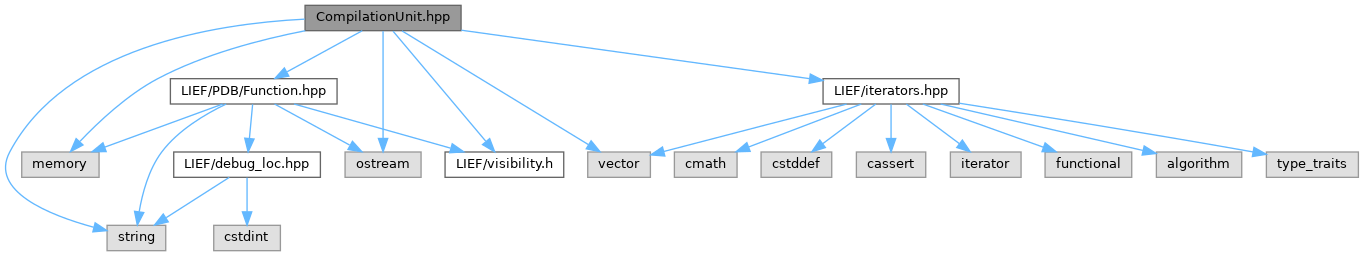 CompilationUnit.hpp
LIEF/PDB/Function.hpp
LIEF/iterators.hpp
memory
LIEF/debug_loc.hpp
ostream
LIEF/visibility.h
vector
cmath
cstddef
cassert
iterator
functional
algorithm
type_traits
string
cstdint